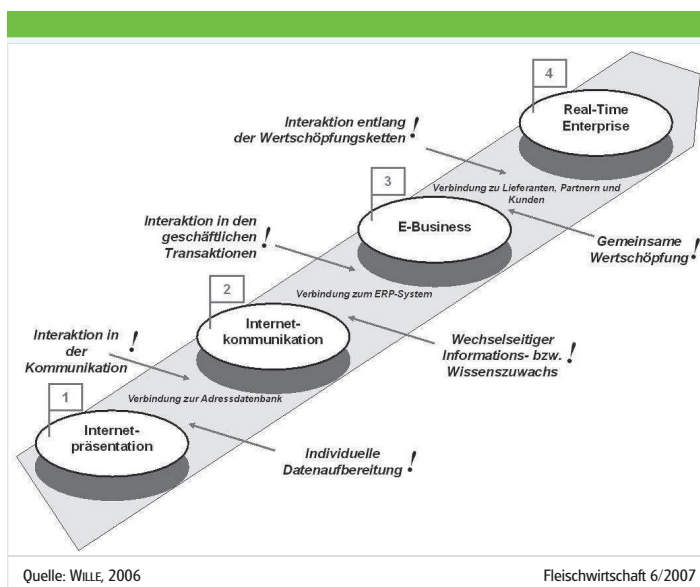 4
Real-Time
Enterprise
Interaktion entlang
der Wertschöpfungsketten !
Verbindung zu Lieferanten, Partnern und
Kunden
3
E-Business
Interaktion in den
geschäftlichen !
Transaktionen
Gemeinsame
Wertschöpfung !
Verbindung zum ERP-System
2
Internet-
kommunikation
Interaktion in
der !
Kommunikation
Wechselseitiger
Informations- bzw. !
Wissenszuwachs
Verbindung zur Adressdatenbank
1
Internet-
präsentation
Individuelle
Datenaufbereitung !
Quelle: WILLE, 2006
Fleischwirtschaft 6/2007